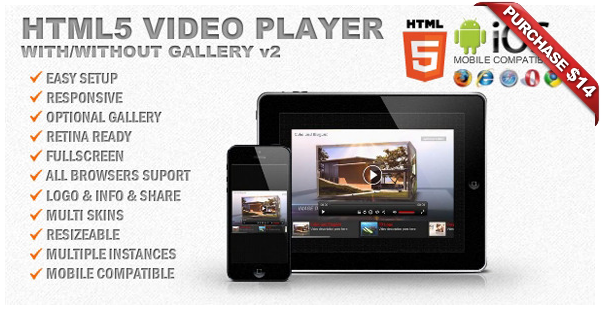 HTML5 VIDEO PLAYER
WITH/WITHOUT GALLERY v2
EASY SETUP
RESPONSIVE
OPTIONAL GALLERY
RETINA READY
FULLSCREEN
ALL BROWSERS SUPORT
LOGO & INFO & SHARE
MULTI SKINS
RESIZEABLE
MULTIPLE INSTANCES
MOBILE COMPATIBLE
HTML
5
iOS
MOBILE COMPATIB
PURCHASE $14